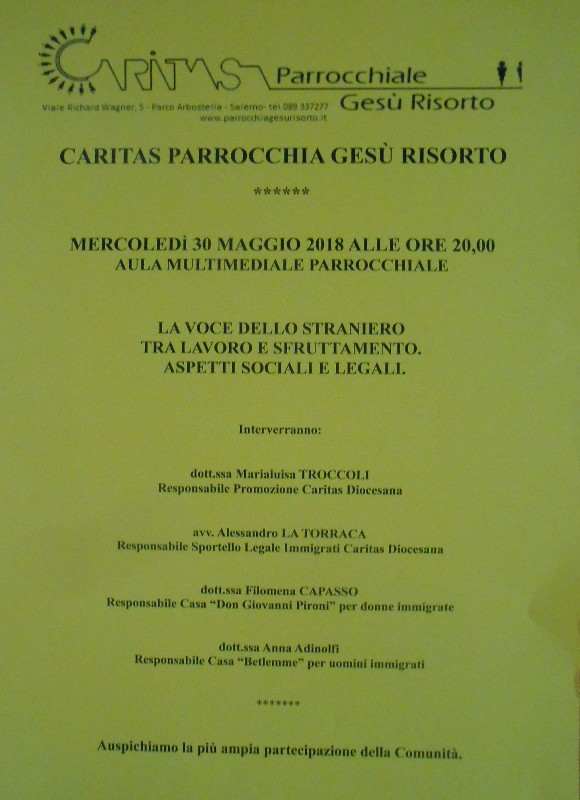 CARITAS Parrocchiale
Viale Richard Wagner, 5 - Parco Arbostella - Salerno- tel.089 337277 Gesù Risorto
www.parrocchiagesurisorto.it
CARITAS PARROCCHIA GESÙ RISORTO
******
MERCOLEDÌ 30 MAGGIO 2018 ALLE ORE 20,00
AULA MULTIMEDIALE PARROCCHIALE
LA VOCE DELLO STRANIERO
TRA LAVORO E SFRUTTAMENTO.
ASPETTI SOCIALI E LEGALI.
Interverranno:
dott.ssa Marialuisa TROCCOLI
Responsabile Promozione Caritas Diocesana
avv. Alessandro LA TORRACA
Responsabile Sportello Legale Immigrati Caritas Diocesana
dott.ssa Filomena CAPASSO
Responsabile Casa “Don Giovanni Pironi” per donne immigrate
dott.ssa Anna Adinolfi
Responsabile Casa “Betlemme” per uomini immigrati
*******
Auspichiamo la più ampia partecipazione della Comunità.